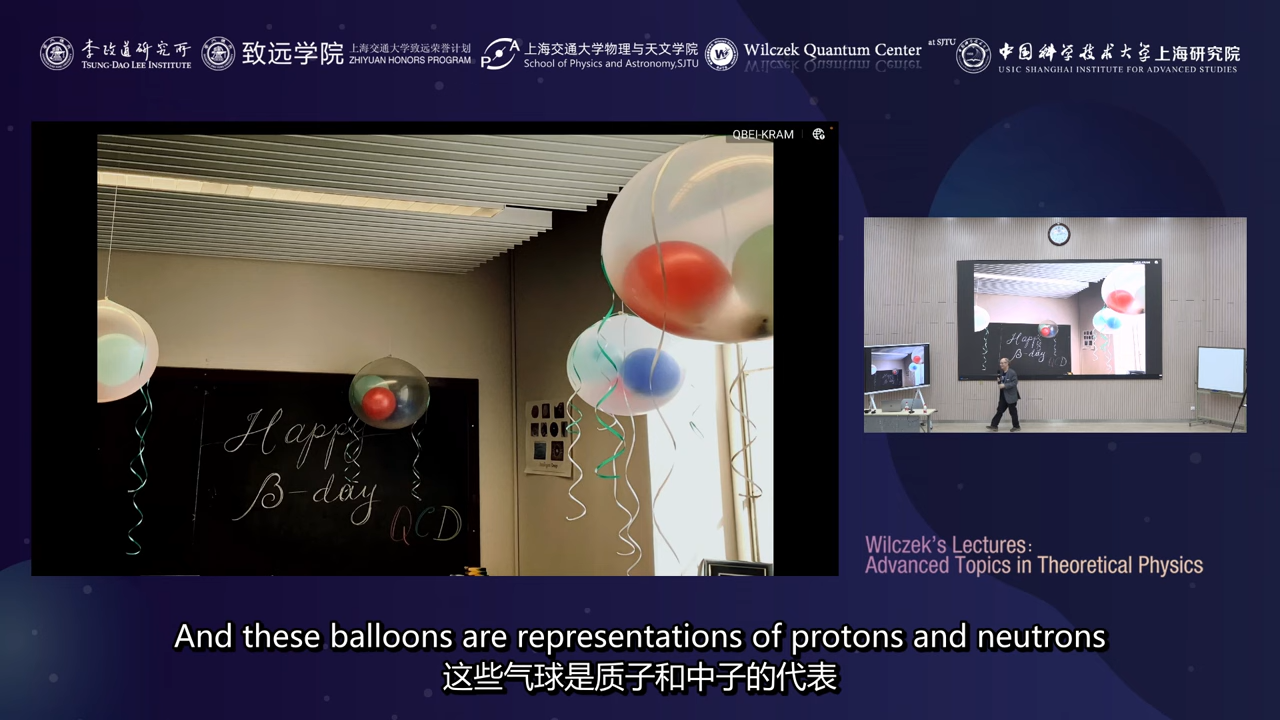 李政道研究所
TSUNG-DAO LEE INSTITUTE
致远学院
上海交通大学致远荣誉计划
ZHIYUAN HONORS PROGRAM
上海交通大学物理与天文学院
School of Physics and Astronomy,SJTU
Wilczek Quantum Center
at SJTU
中国科学技术大学上海研究院
USTC SHANGHAI INSTITUTE FOR ADVANCED STUDIES
QBEI-KRAM
Happy
β-day
QCD
Wilczek's Lectures:
Advanced Topics in Theoretical Physics
And these balloons are representations of protons and neutrons
这些气球是质子和中子的代表